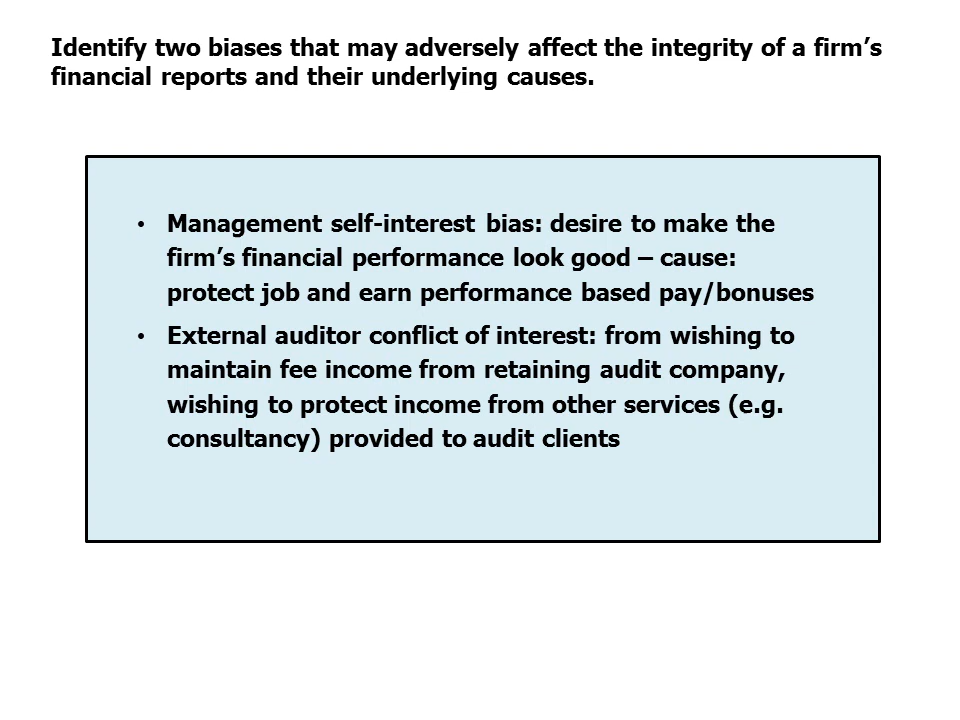 Identify two biases that may adversely affect the integrity of a firm’s
financial reports and their underlying causes.
• Management self-interest bias: desire to make the
firm’s financial performance look good – cause:
protect job and earn performance based pay/bonuses
• External auditor conflict of interest: from wishing to
maintain fee income from retaining audit company,
wishing to protect income from other services (e.g.
consultancy) provided to audit clients